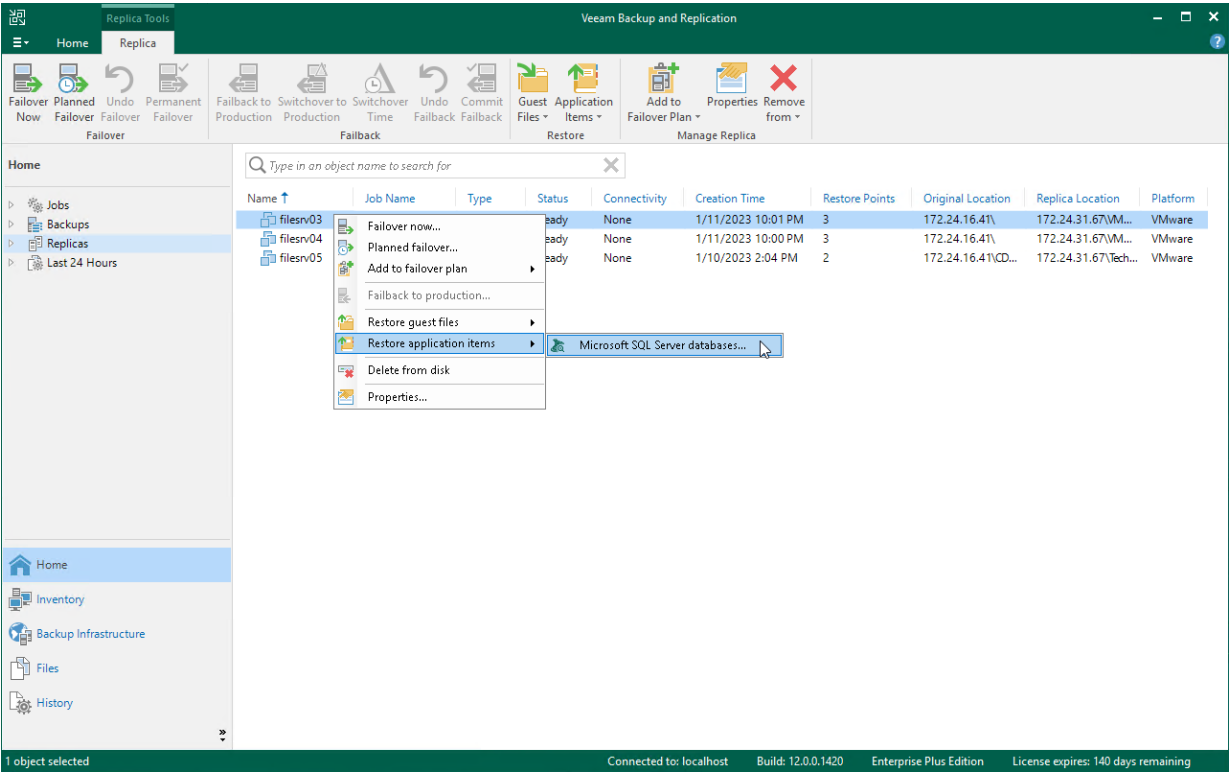 Replica Tools
Veeam Backup and Replication
Home Replica
?
Failover Now
Planned Failover
Undo Failover
Permanent Failover
Failover
Failback to Production
Switchover to Production
Switchover Time
Undo Failback
Commit Failback
Failback
Guest Files
Application Items
Restore
Add to Failover Plan
Properties
Remove from
Manage Replica
Home
Jobs
Backups
Replicas
Last 24 Hours
Type in an object name to search for
Name Job Name Type Status Connectivity Creation Time Restore Points Original Location Replica Location Platform
filesrv03 eady None 1/11/2023 10:01 PM 3 172.24.16.41\ 172.24.31.67\VM... VMware
filesrv04 eady None 1/11/2023 10:00 PM 3 172.24.16.41\ 172.24.31.67\VM... VMware
filesrv05 eady None 1/10/2023 2:04 PM 2 172.24.16.41\CD... 172.24.31.67\Tech... VMware
Failover now...
Planned failover...
Add to failover plan
Failback to production...
Restore guest files
Restore application items
Microsoft SQL Server databases...
Delete from disk
Properties...
Home
Inventory
Backup Infrastructure
Files
History
1 object selected
Connected to: localhost
Build: 12.0.0.1420
Enterprise Plus Edition
License expires: 140 days remaining